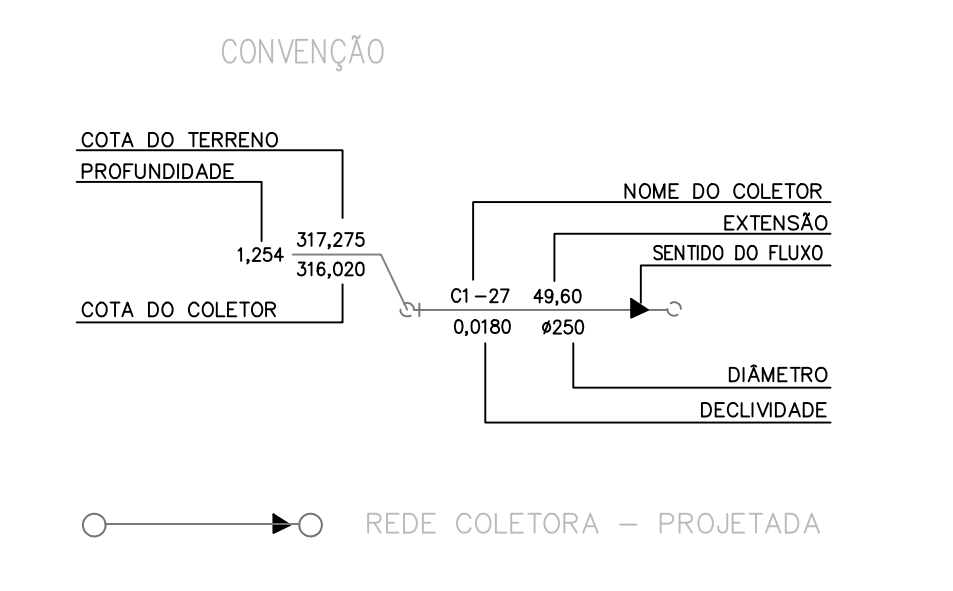 CONVENÇÃO
COTA DO TERRENO
PROFUNDIDADE
NOME DO COLETOR
EXTENSÃO
317,275
1,254
SENTIDO DO FLUXO
316,020
C1-27
49,60
COTA DO COLETOR
0,0180
ø250
DIÂMETRO
DECLIVIDADE
REDE COLETORA - PROJETADA